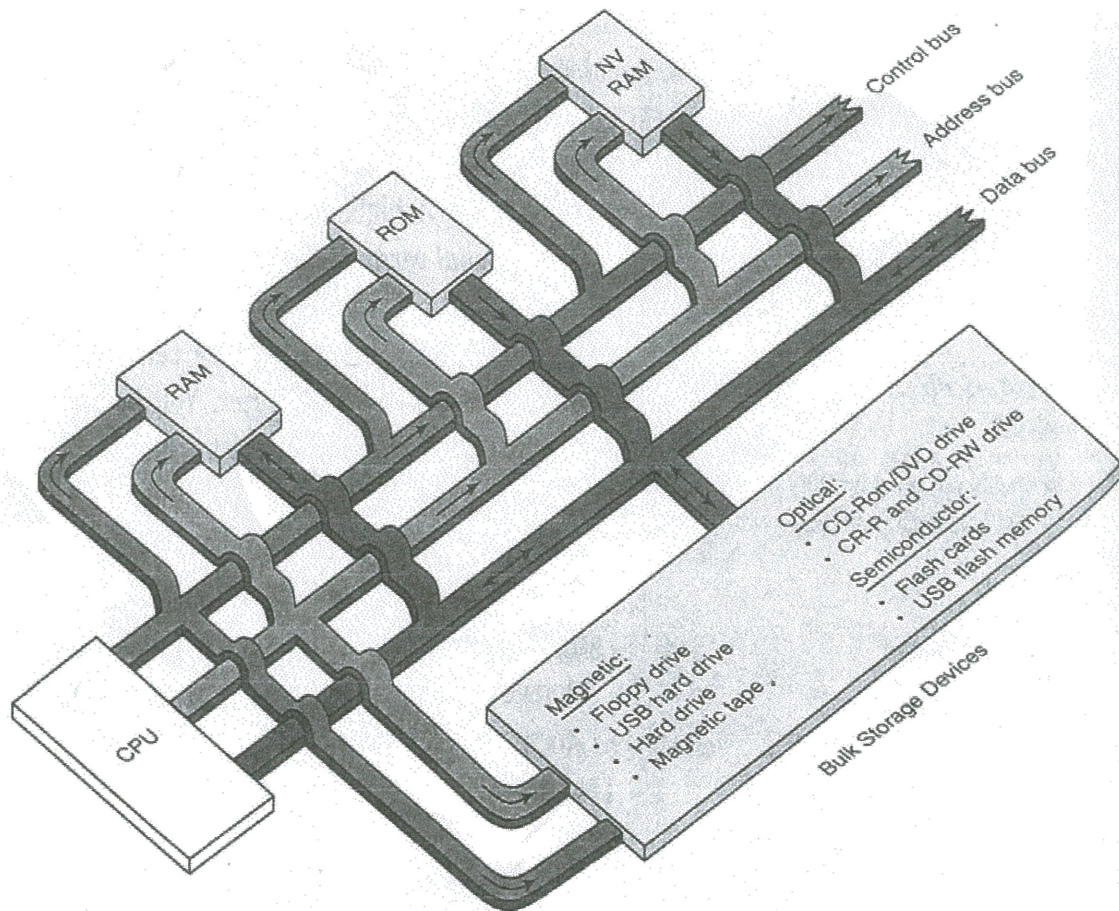 NV
RAM
Control bus
Address bus
Data bus
ROM
RAM
CPU
Magnetic:
• Floppy drive
• USB hard drive
• Hard drive
• Magnetic tape
Optical:
• CD-Rom/DVD drive
• CR-R and CD-RW drive
Semiconductor:
• Flash cards
• USB flash memory
Bulk Storage Devices